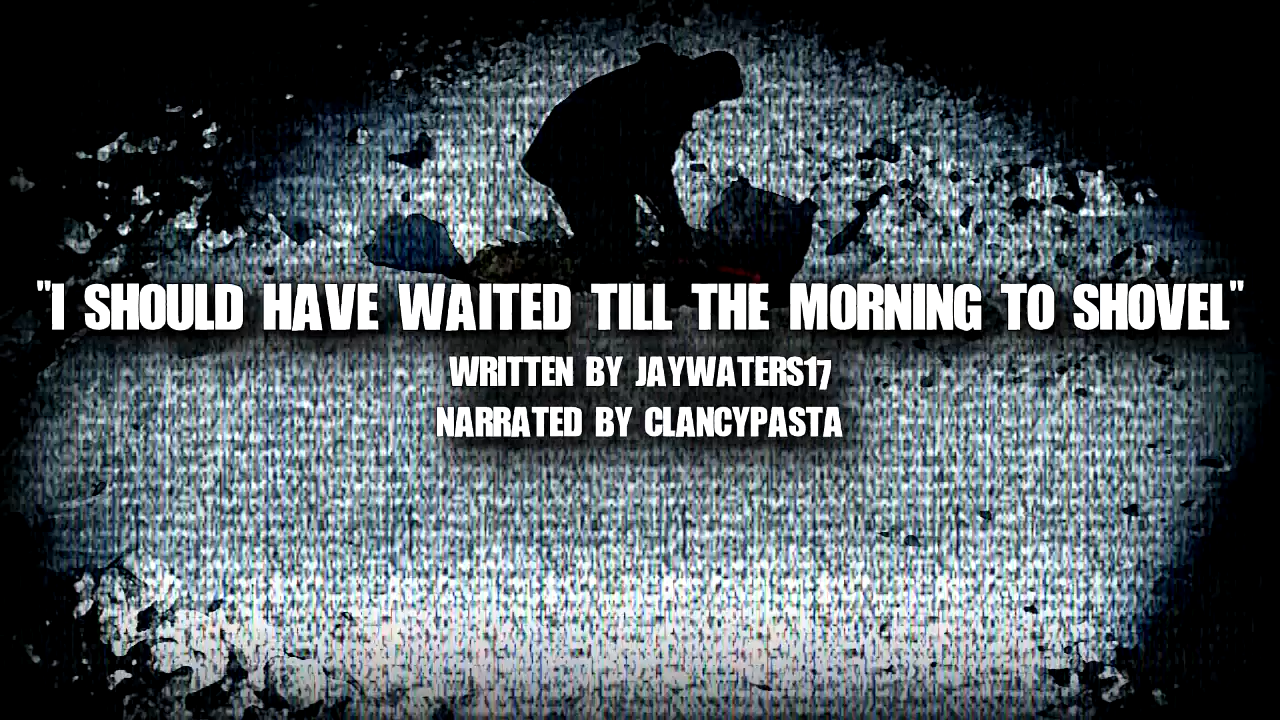 "I SHOULD HAVE WAITED TILL THE MORNING TO SHOVEL"
WRITTEN BY JAYWATERS17
NARRATED BY CLANCYPASTA